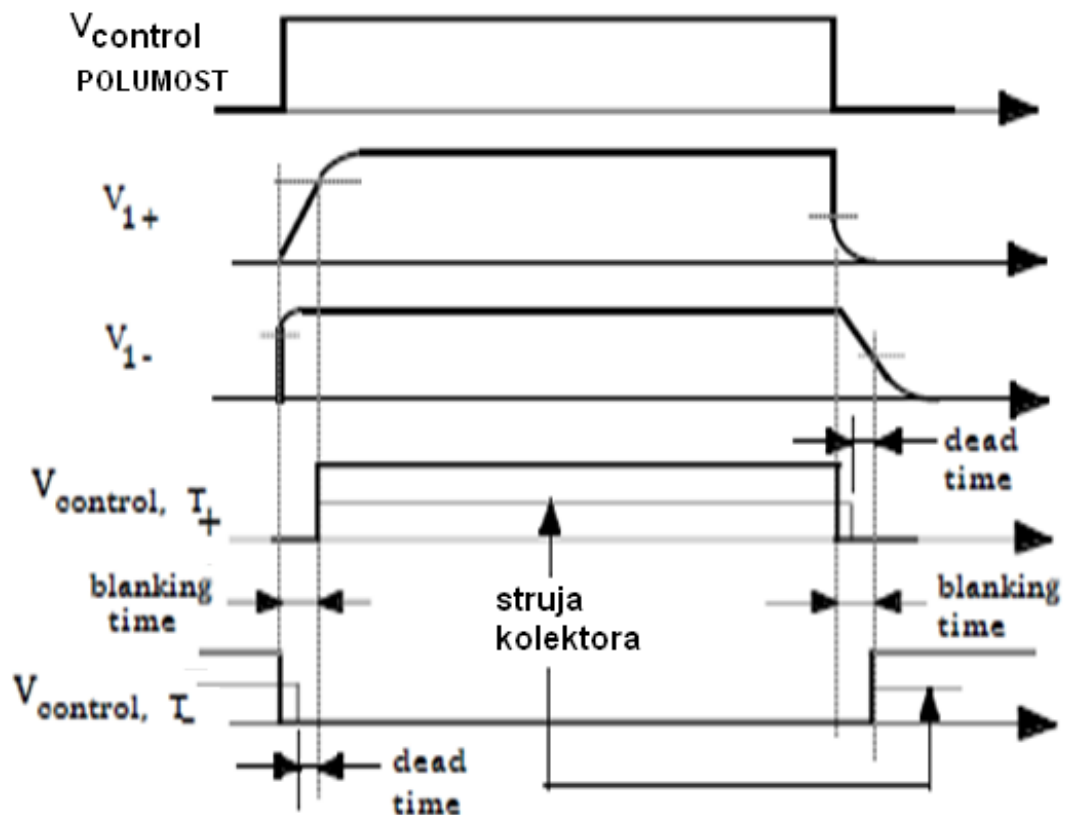 Vcontrol
POLUMOST
V1+
V1-
dead
time
Vcontrol, T+
blanking
time
struja
kolektora
blanking
time
Vcontrol, T-
dead
time